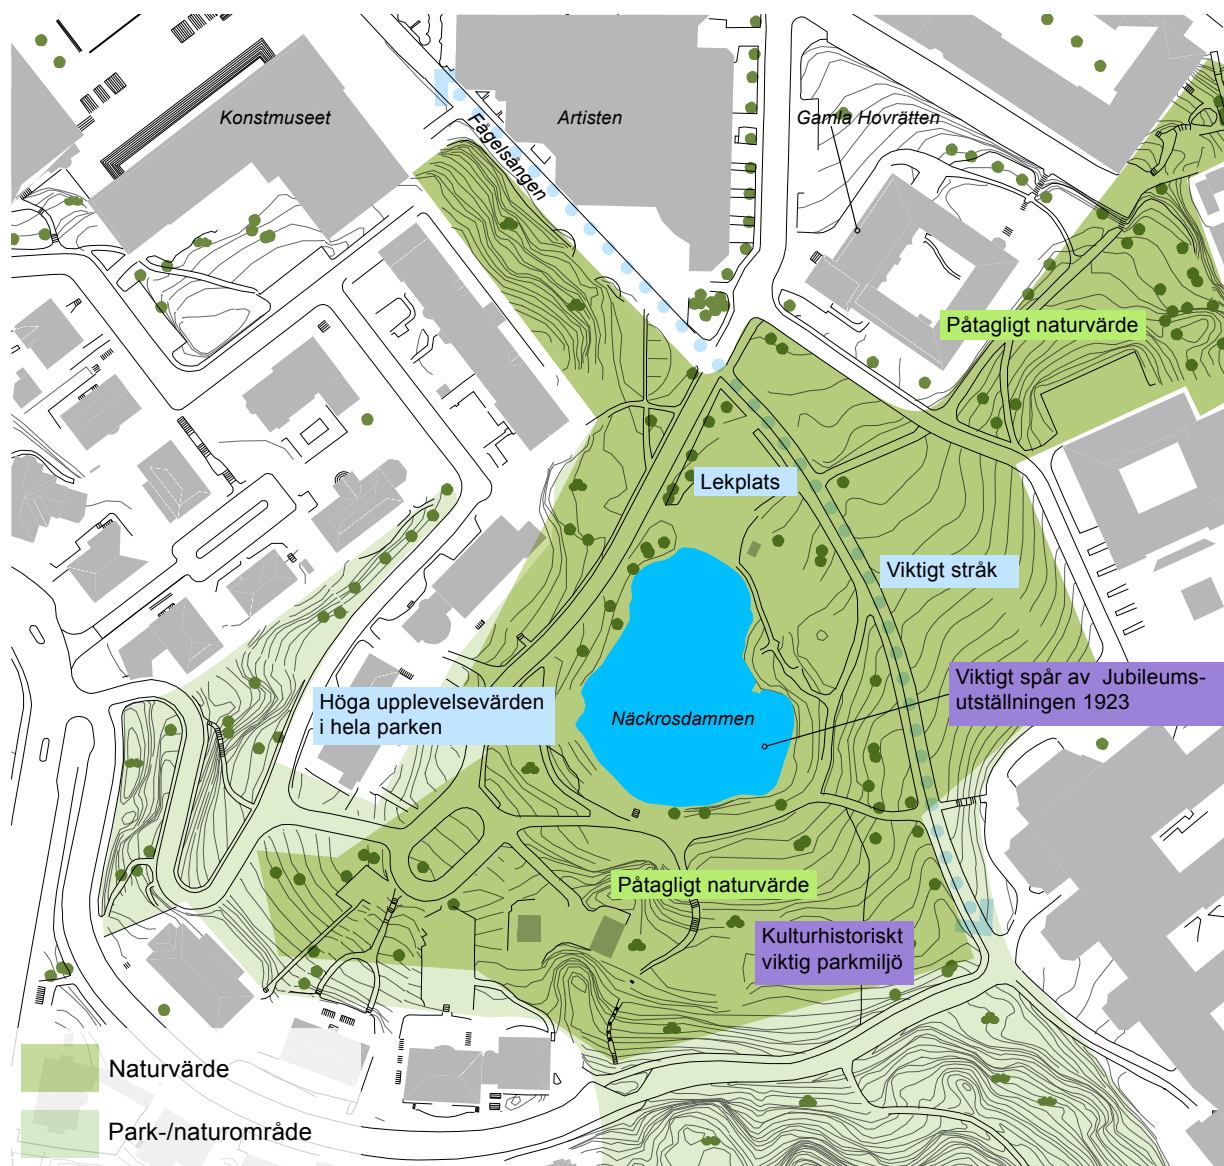 Konstmuseet
Fågelsången
Artisten
Gamla Hovrätten
Påtagligt naturvärde
Lekplats
Viktigt stråk
Viktigt spår av Jubileums-
utställningen 1923
Höga upplevelsevärden
i hela parken
Näckrosdammen
Påtagligt naturvärde
Kulturhistoriskt
viktig parkmiljö
Naturvärde
Park-/naturområde